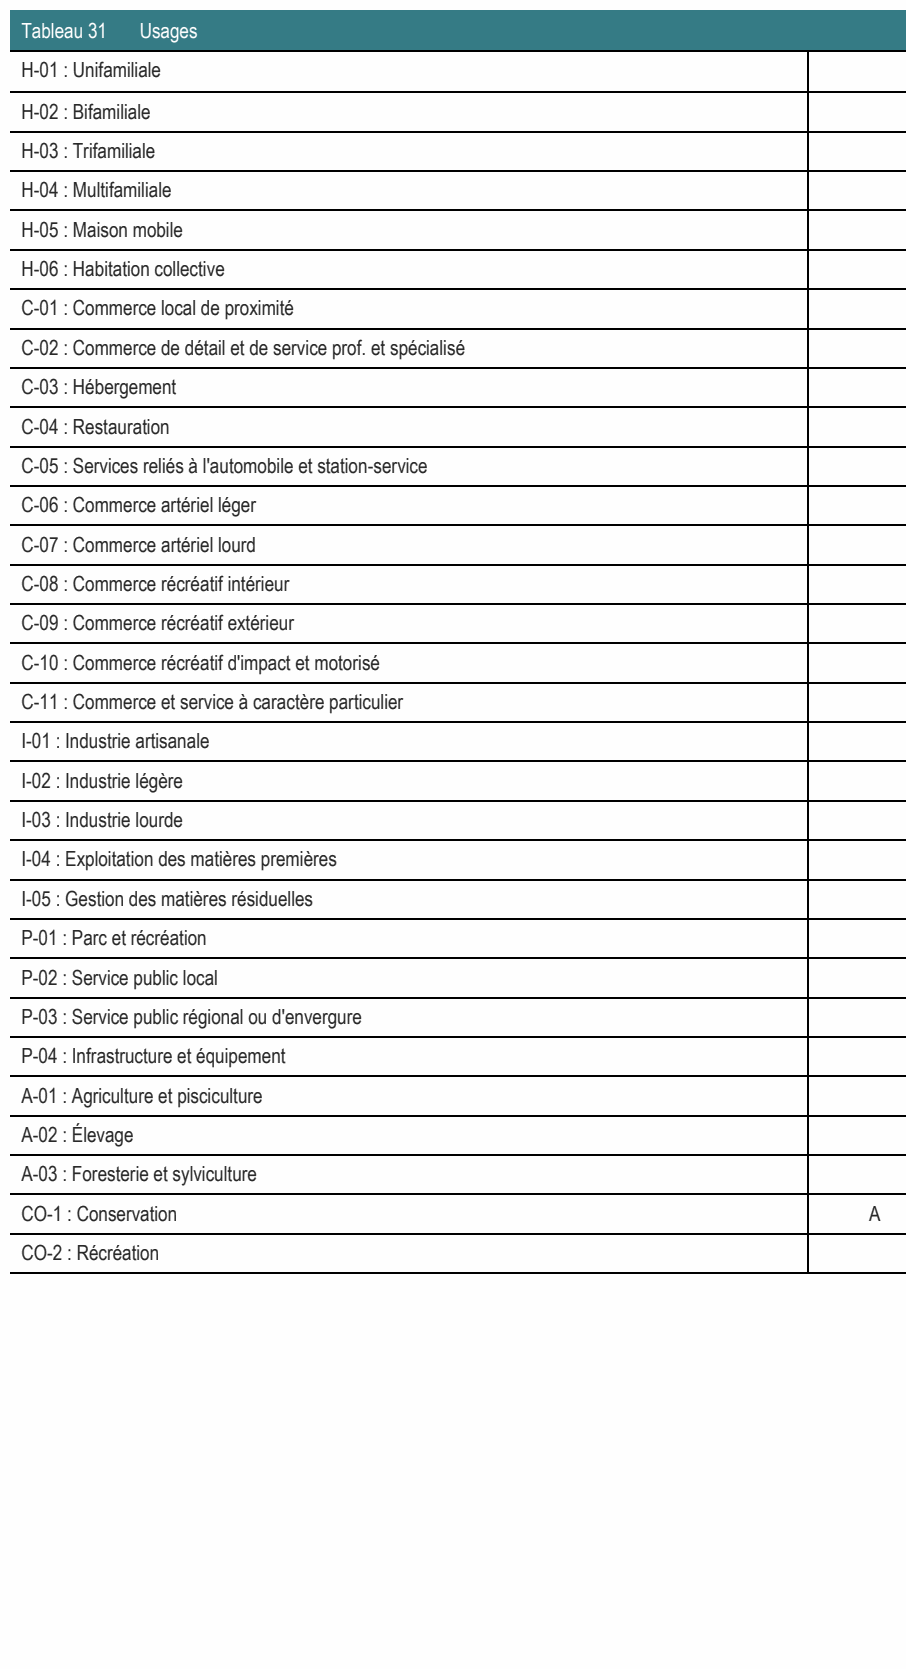 Tableau 31 Usages
H-01 : Unifamiliale
H-02 : Bifamiliale
H-03 : Trifamiliale
H-04 : Multifamiliale
H-05 : Maison mobile
H-06 : Habitation collective
C-01 : Commerce local de proximité
C-02 : Commerce de détail et de service prof. et spécialisé
C-03 : Hébergement
C-04 : Restauration
C-05 : Services reliés à l'automobile et station-service
C-06 : Commerce artériel léger
C-07 : Commerce artériel lourd
C-08 : Commerce récréatif intérieur
C-09 : Commerce récréatif extérieur
C-10 : Commerce récréatif d'impact et motorisé
C-11 : Commerce et service à caractère particulier
I-01 : Industrie artisanale
I-02 : Industrie légère
I-03 : Industrie lourde
I-04 : Exploitation des matières premières
I-05 : Gestion des matières résiduelles
P-01 : Parc et récréation
P-02 : Service public local
P-03 : Service public régional ou d'envergure
P-04 : Infrastructure et équipement
A-01 : Agriculture et pisciculture
A-02 : Élevage
A-03 : Foresterie et sylviculture
CO-1 : Conservation A
CO-2 : Récréation